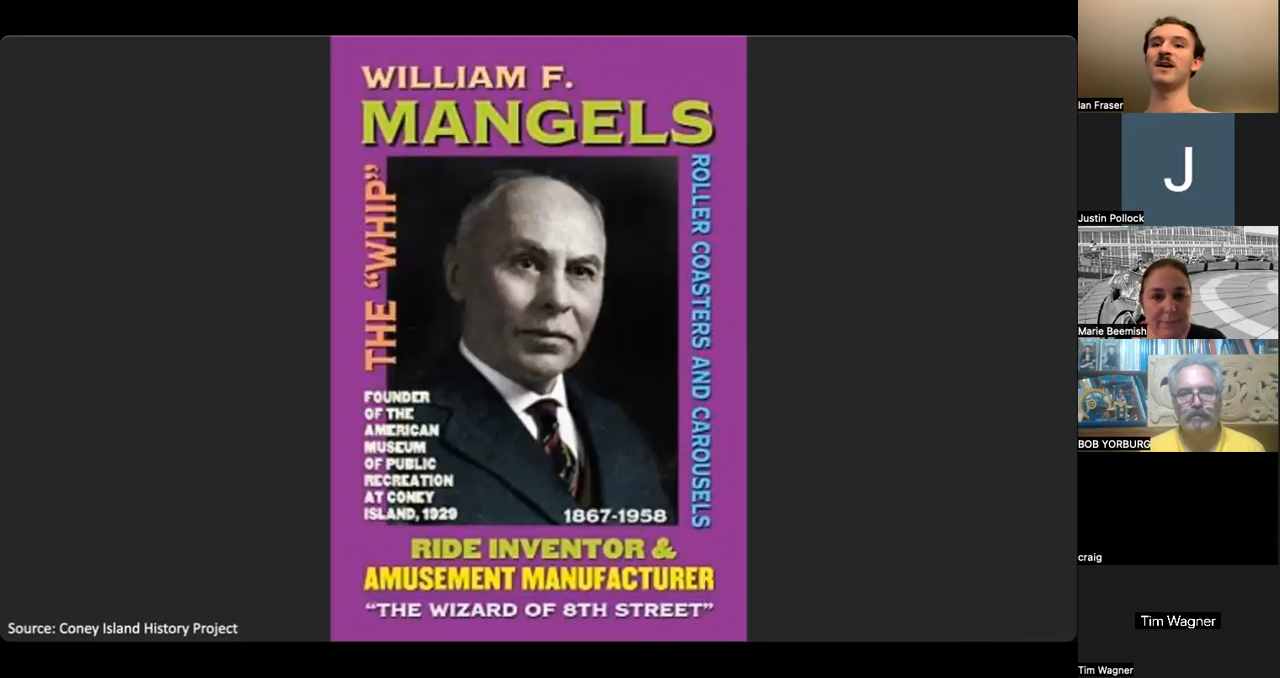 WILLIAM F.
MANGELS
THE "WHIP"
ROLLER COASTERS AND CAROUSELS
FOUNDER
OF THE
AMERICAN
MUSEUM
OF PUBLIC
RECREATION
AT CONEY
ISLAND, 1929
1867-1958
RIDE INVENTOR &
AMUSEMENT MANUFACTURER
"THE WIZARD OF 8TH STREET"
Source: Coney Island History Project
Ian Fraser
J
Justin Pollock
Marie Beemish
BOB YORBURG
craig
Tim Wagner
Tim Wagner